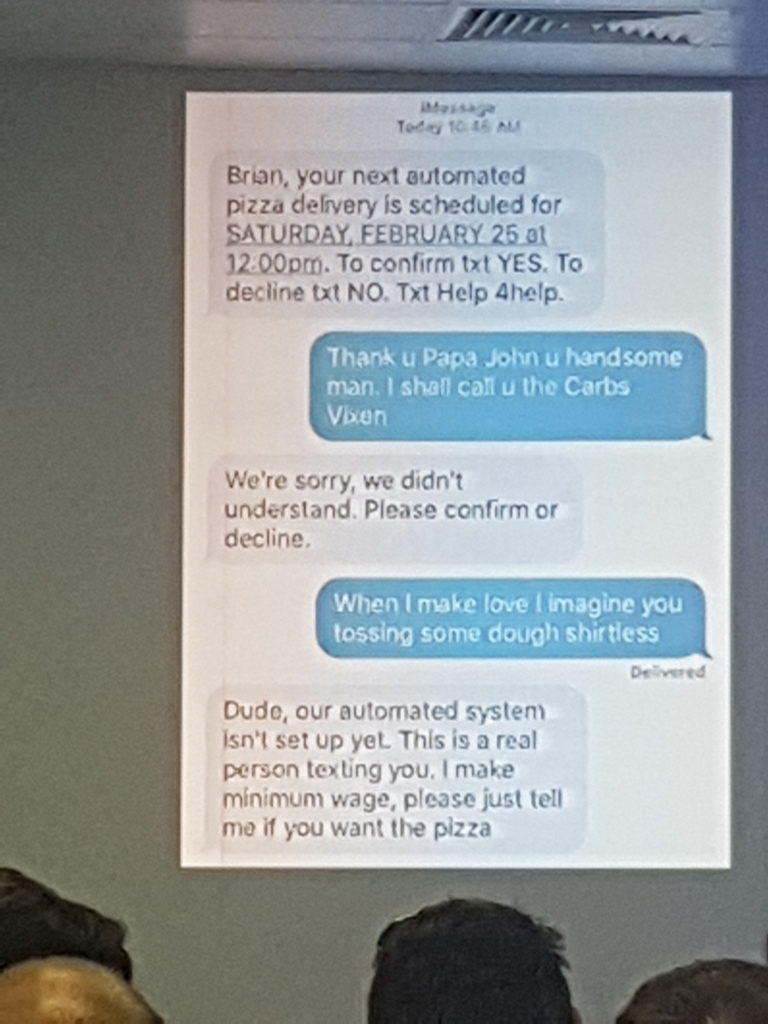 iMessage
Today 10:46 AM
Brian, your next automated
pizza delivery is scheduled for
SATURDAY, FEBRUARY 25 at
12:00pm. To confirm txt YES. To
decline txt NO. Txt Help 4help.
Thank u Papa John u handsome
man. I shall call u the Carbs
Vixen
We're sorry, we didn't
understand. Please confirm or
decline.
When I make love I imagine you
tossing some dough shirtless
Delivered
Dude, our automated system
isn't set up yet. This is a real
person texting you. I make
minimum wage, please just tell
me if you want the pizza